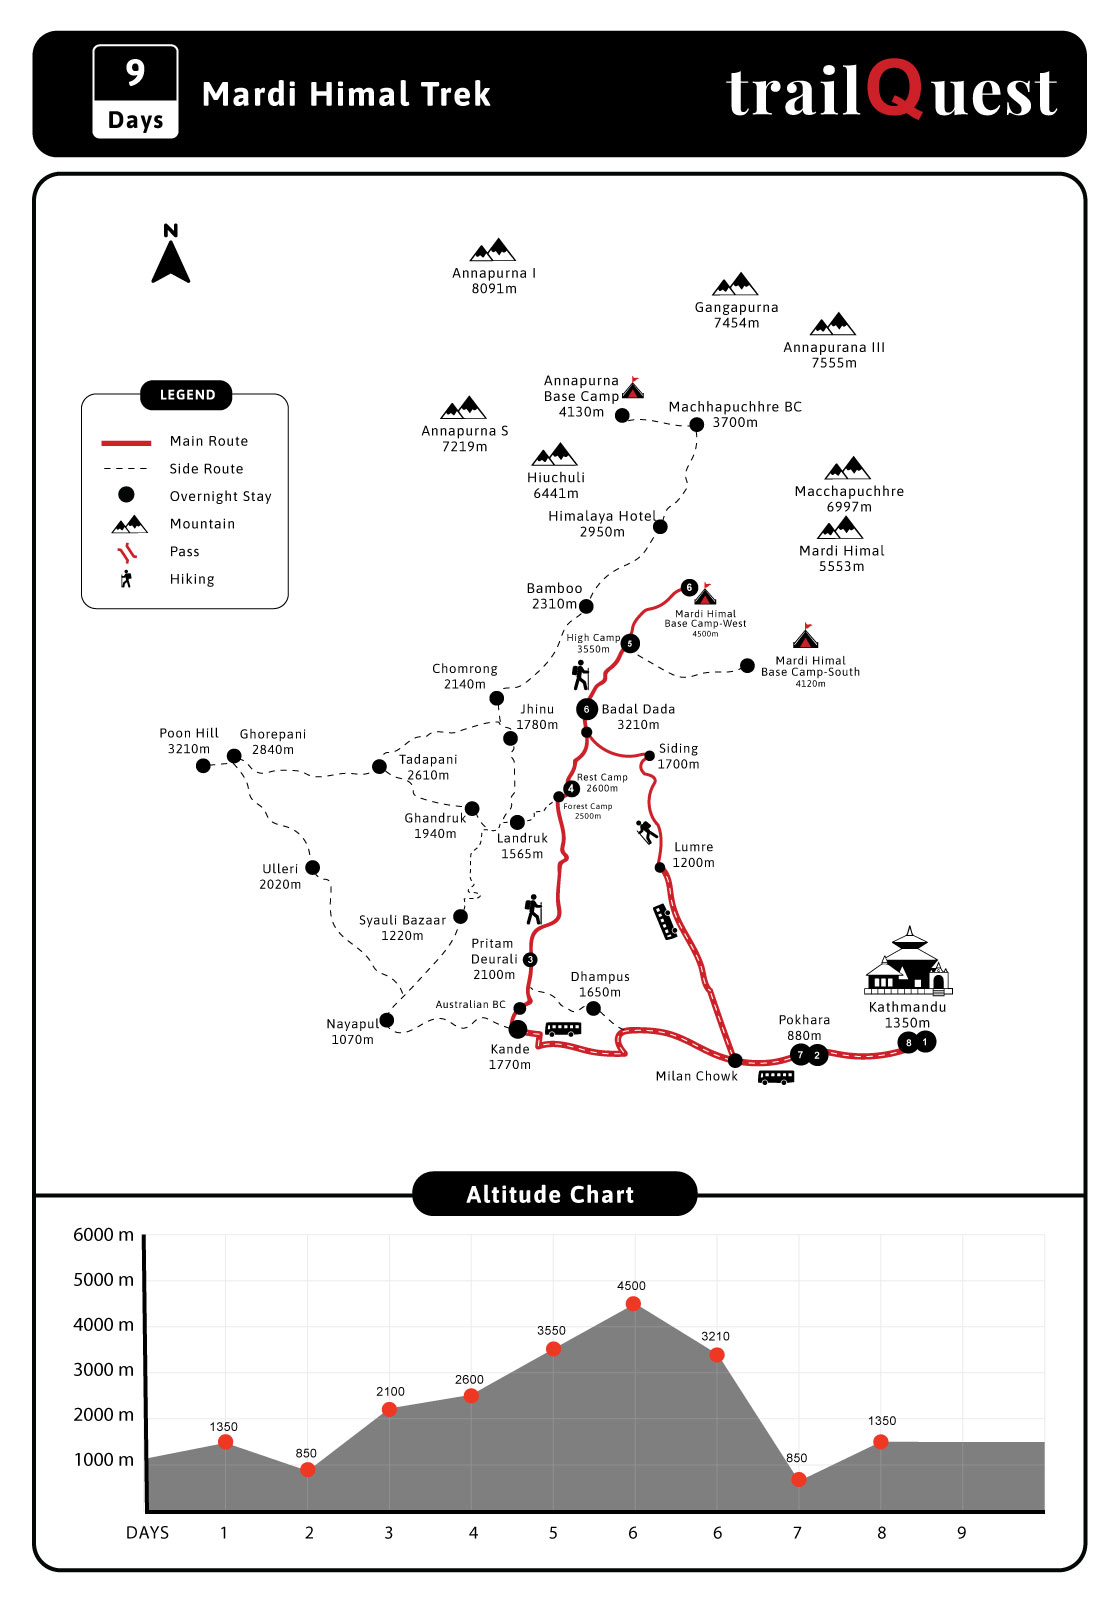 9
Days
Mardi Himal Trek
trailQuest
N
Annapurna I
8091m
Gangapurna
7454m
Annapurana III
7555m
Annapurna
Base Camp
4130m
Machhapuchhre BC
3700m
LEGEND
Main Route
Side Route
Overnight Stay
Mountain
Pass
Hiking
Annapurna S
7219m
Hiuchuli
6441m
Macchapuchhre
6997m
Mardi Himal
5553m
Himalaya Hotel
2950m
Bamboo
2310m
6
Mardi Himal
Base Camp-West
4500m
High Camp
3550m
5
Mardi Himal
Base Camp-South
4120m
Chomrong
2140m
Jhinu
1780m
6
Badal Dada
3210m
Poon Hill
3210m
Ghorepani
2840m
Tadapani
2610m
Siding
1700m
4
Rest Camp
2600m
Forest Camp
2500m
Ghandruk
1940m
Landruk
1565m
Lumre
1200m
Ulleri
2020m
Syauli Bazaar
1220m
Pritam
Deurali
2100m
3
Dhampus
1650m
Australian BC
Nayapul
1070m
Kande
1770m
Milan Chowk
Pokhara
880m
7
2
Kathmandu
1350m
8
1
Altitude Chart
6000 m
5000 m
4000 m
3000 m
2000 m
1000 m
1350
850
2100
2600
3550
4500
3210
850
1350
DAYS
1
2
3
4
5
6
6
7
8
9